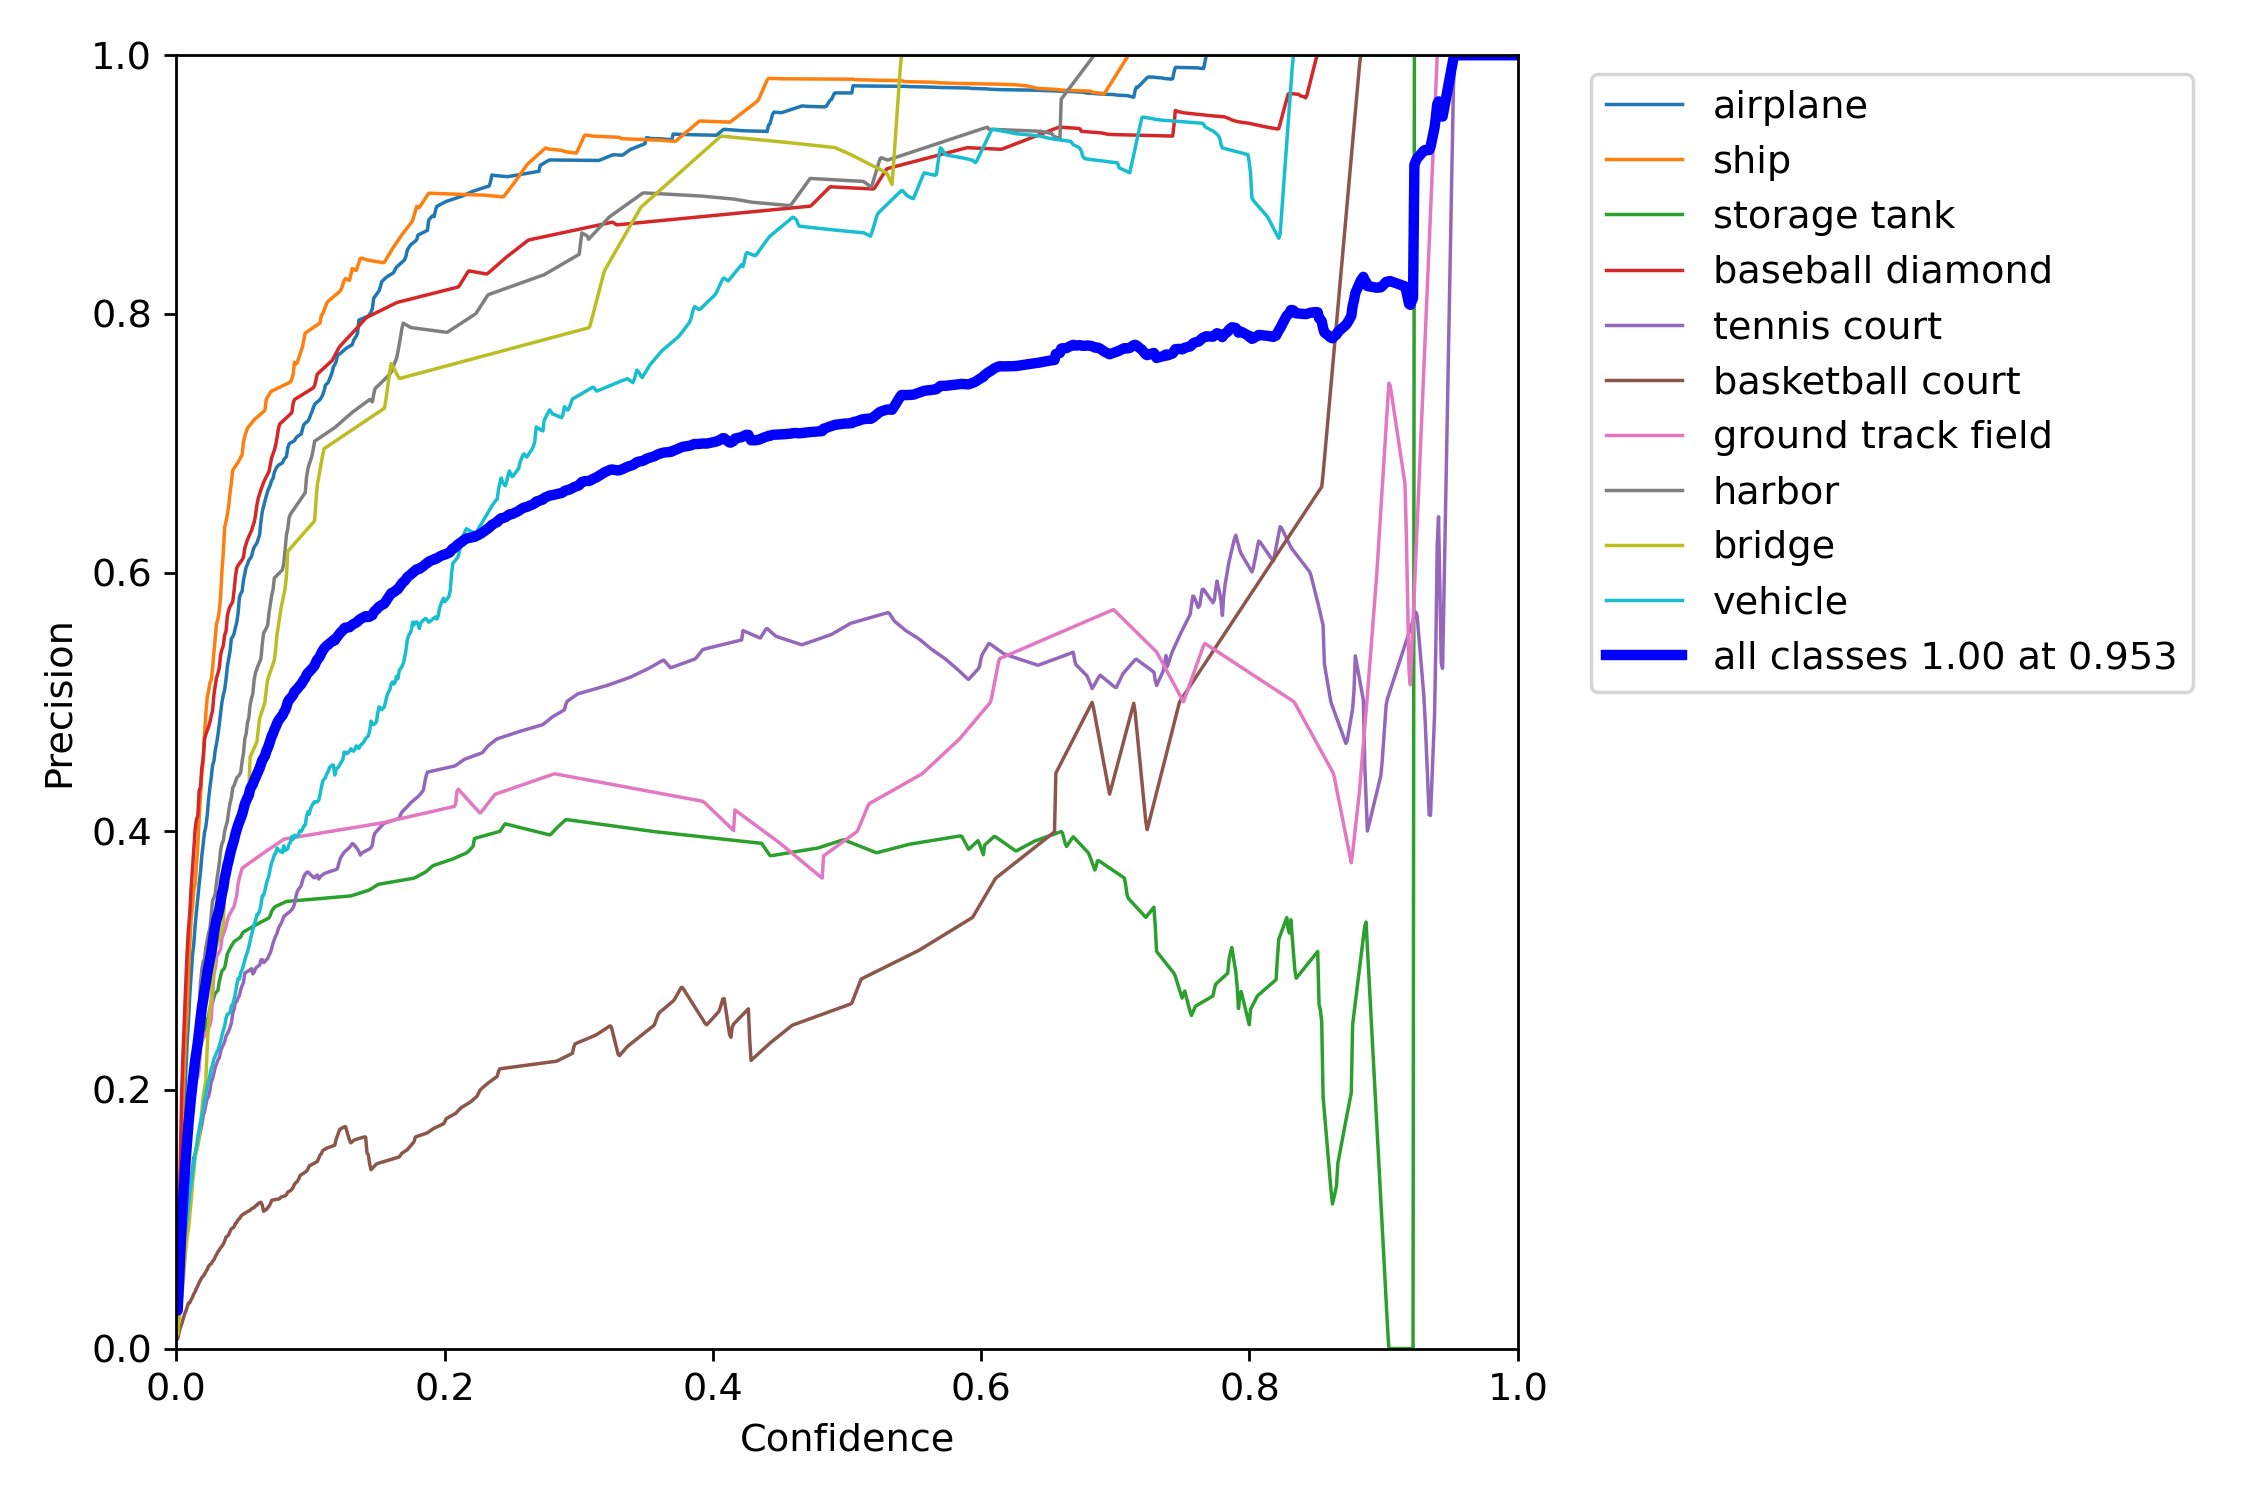 1.0
0.8
0.6
0.4
0.2
0.0
Precision
0.0 0.2 0.4 0.6 0.8 1.0
Confidence
airplane
ship
storage tank
baseball diamond
tennis court
basketball court
ground track field
harbor
bridge
vehicle
all classes 1.00 at 0.953